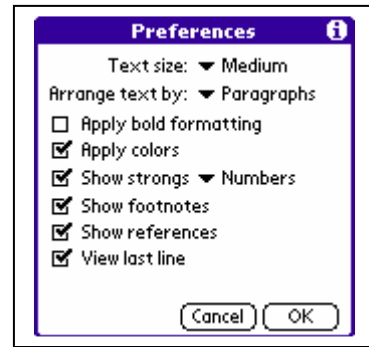 Preferences i
Text size: Medium
Arrange text by: Paragraphs
Apply bold formatting
Apply colors
Show strongs Numbers
Show footnotes
Show references
View last line
Cancel OK